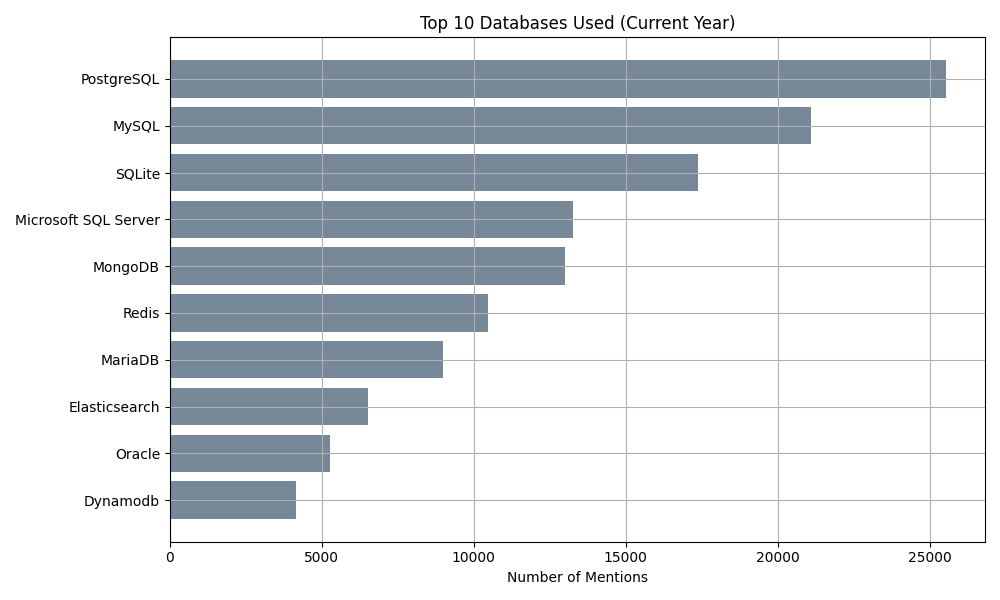 Top 10 Databases Used (Current Year)
PostgreSQL
MySQL
SQLite
Microsoft SQL Server
MongoDB
Redis
MariaDB
Elasticsearch
Oracle
Dynamodb
0 5000 10000 15000 20000 25000
Number of Mentions